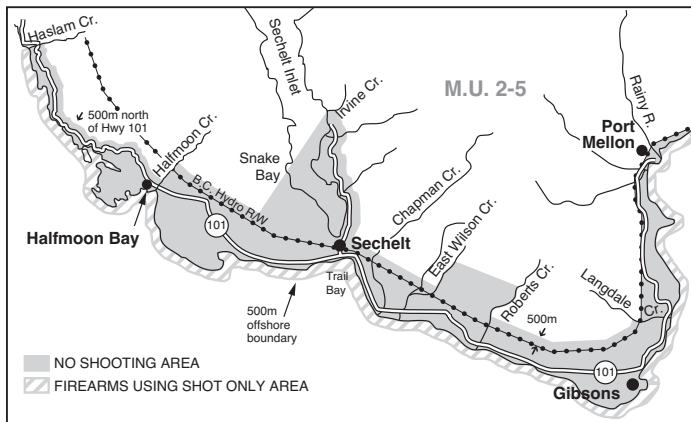 Haslam Cr.
500m north
of Hwy 101
Halfmoon Cr.
Sechelt Inlet
Irvine Cr.
M.U. 2-5
Rainy R.
Port
Mellon
Snake
Bay
B.C. Hydro R/W
Chapman Cr.
East Wilson Cr.
Halfmoon Bay
101
Sechelt
Trail
Bay
Roberts Cr.
Langdale
Cr.
500m
500m
offshore
boundary
101
Gibsons
NO SHOOTING AREA
FIREARMS USING SHOT ONLY AREA